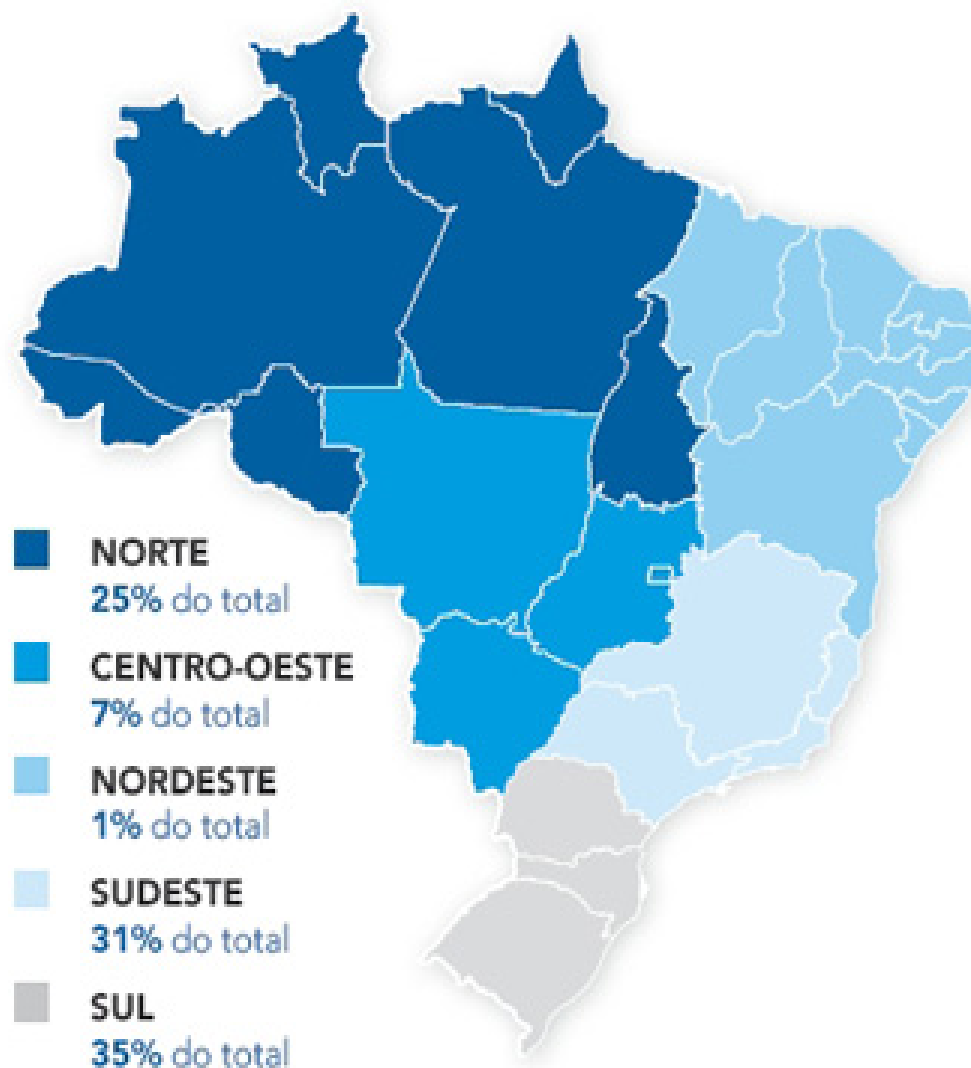 NORTE
25% do total
CENTRO-OESTE
7% do total
NORDESTE
1% do total
SUDESTE
31% do total
SUL
35% do total